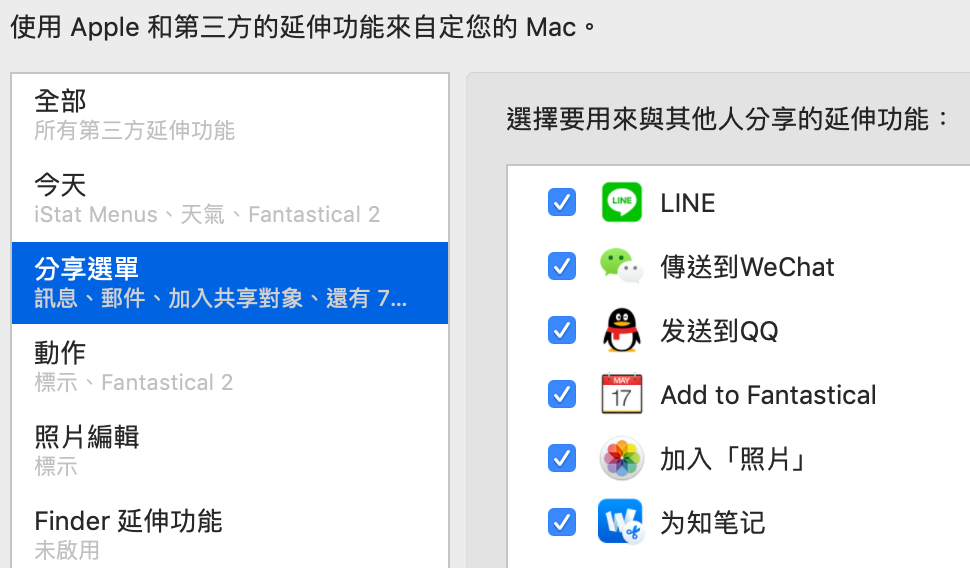 使用 Apple 和第三方的延伸功能來自定您的 Mac。
全部
所有第三方延伸功能
今天
iStat Menus、天氣、Fantastical 2
分享選單
訊息、郵件、加入共享對象、還有 7...
動作
標示、Fantastical 2
照片編輯
標示
Finder 延伸功能
未啟用
選擇要用來與其他人分享的延伸功能：
LINE
LINE
傳送到WeChat
发送到QQ
MAY
17
Add to Fantastical
加入「照片」
W
为知笔记